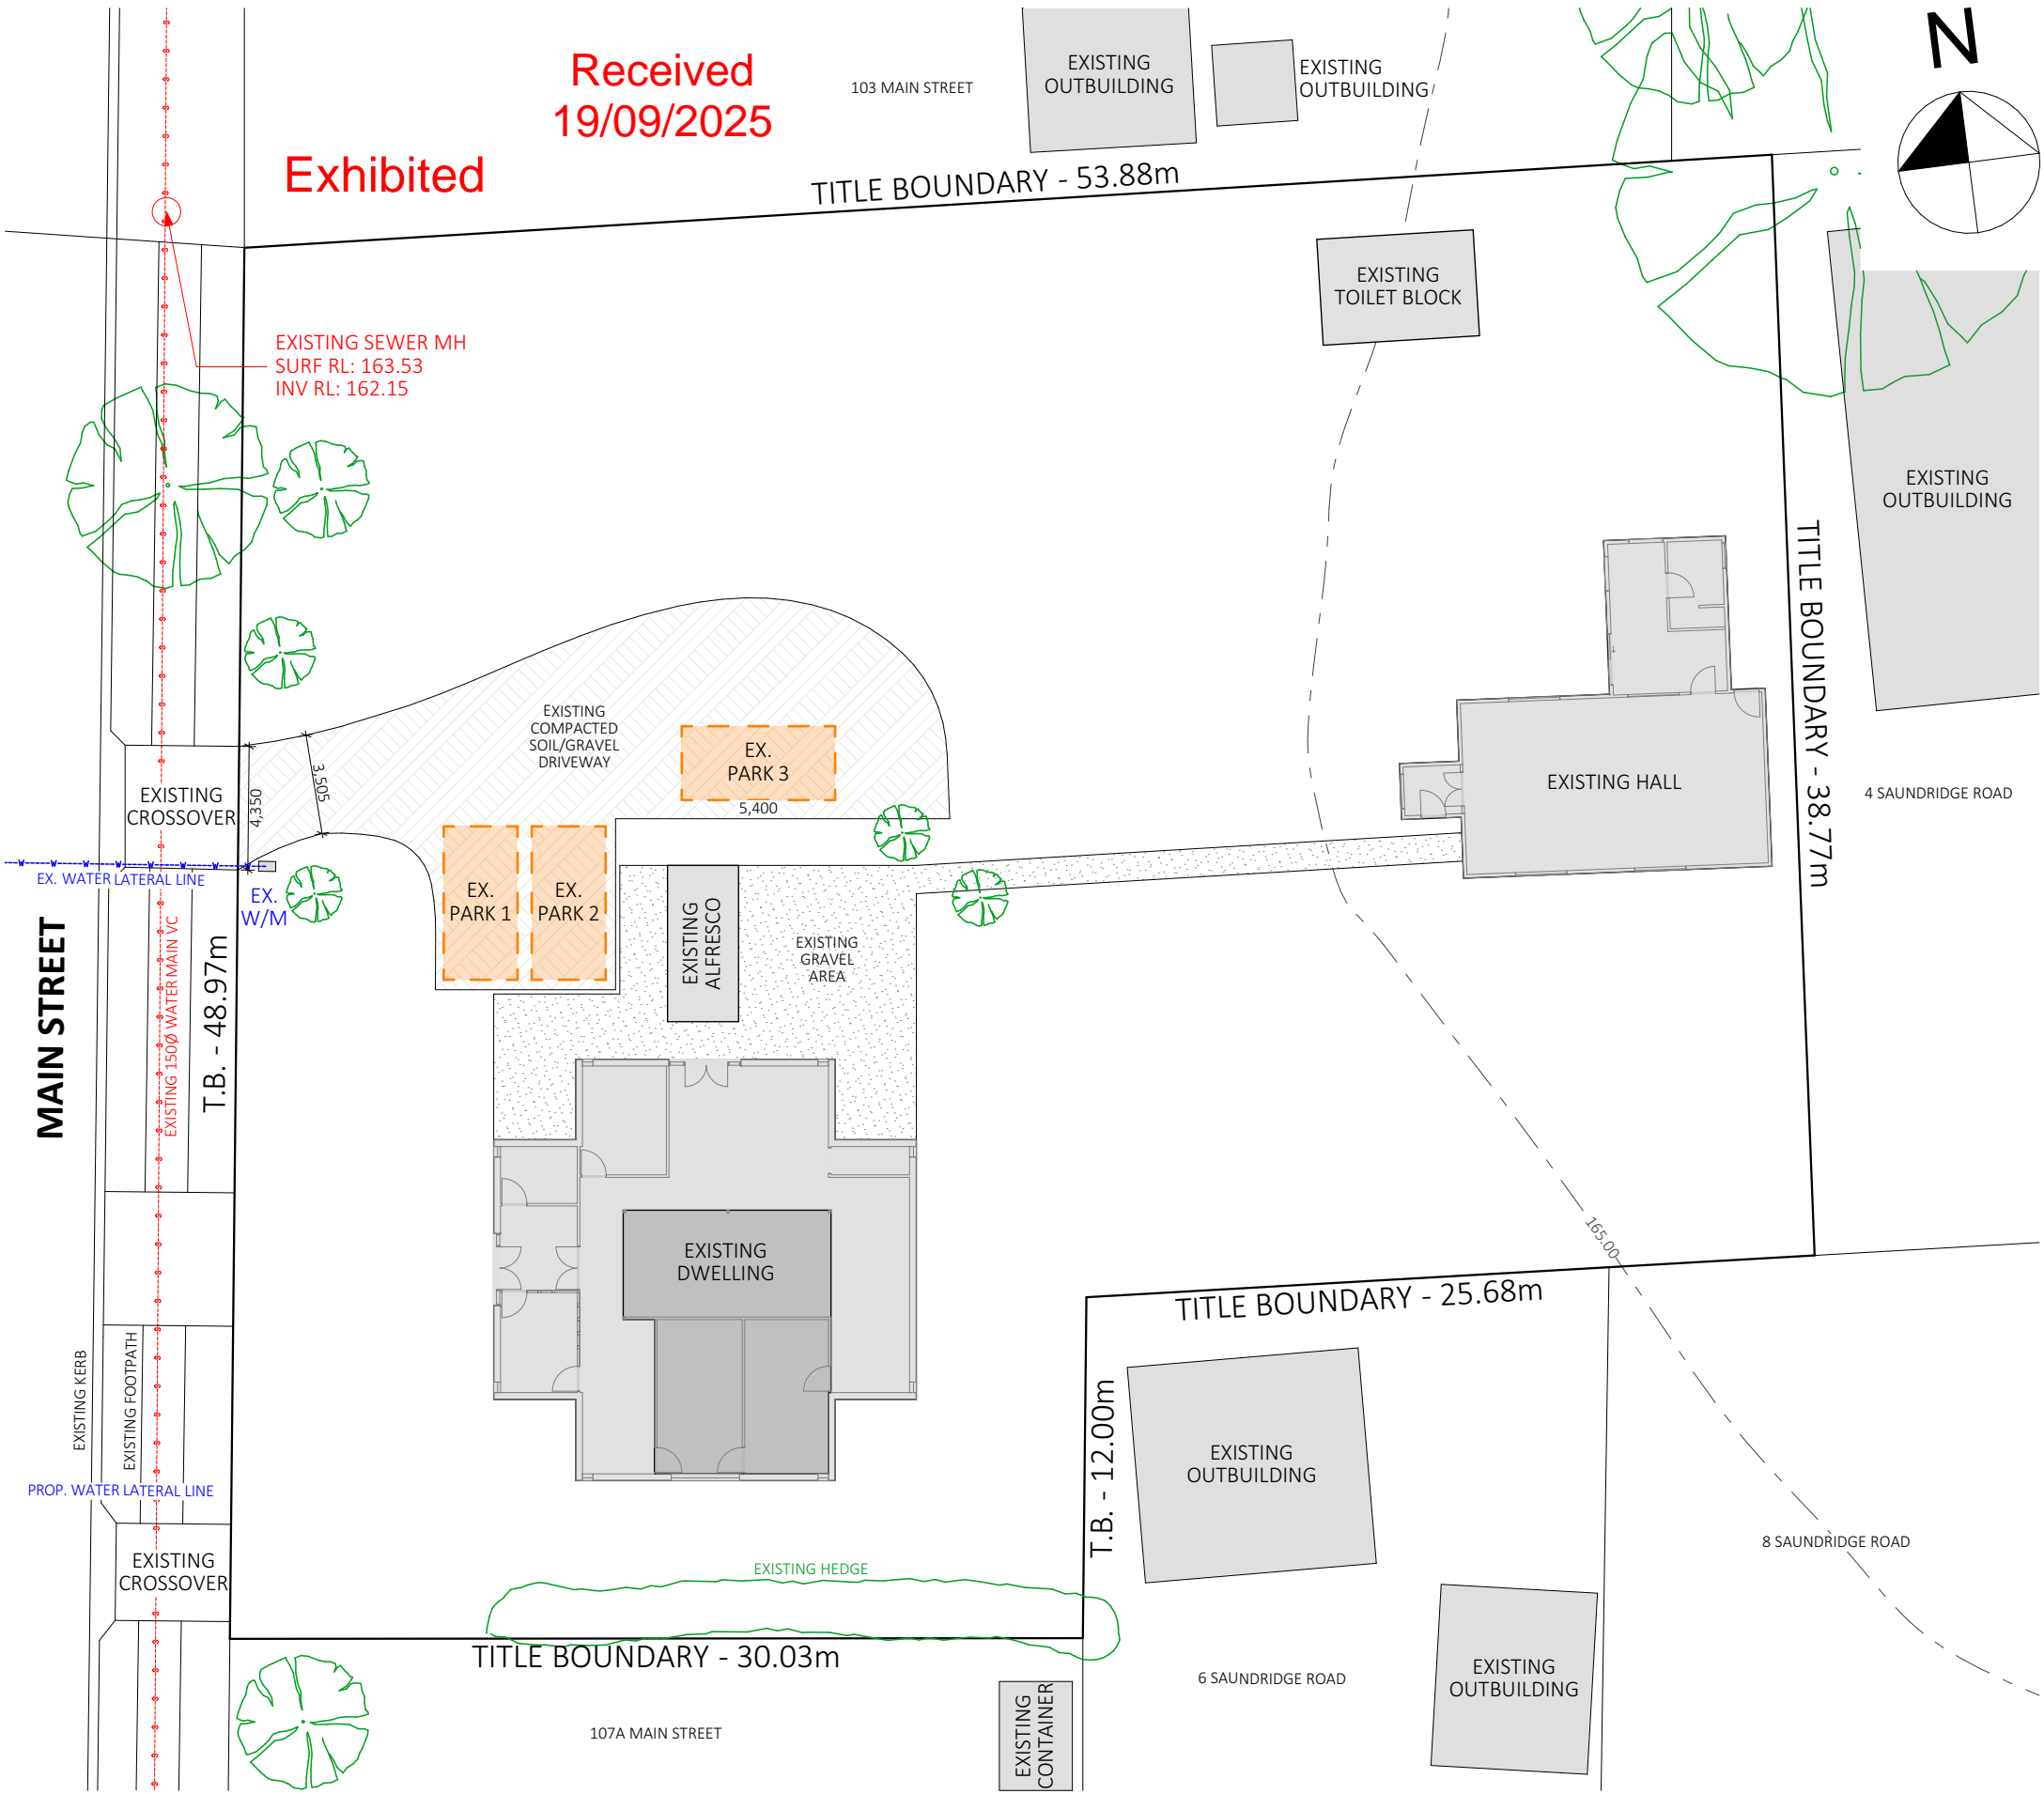 N
Received
19/09/2025
Exhibited
103 MAIN STREET
EXISTING
OUTBUILDING
EXISTING
OUTBUILDING
TITLE BOUNDARY - 53.88m
EXISTING
TOILET BLOCK
EXISTING SEWER MH
SURF RL: 163.53
INV RL: 162.15
EXISTING
OUTBUILDING
TITLE BOUNDARY - 38.77m
EXISTING
COMPACTED
SOIL/GRAVEL
DRIVEWAY
EX.
PARK 3
5,400
3,505
4,350
EXISTING
CROSSOVER
EXISTING HALL
4 SAUNDRIDGE ROAD
EX. WATER LATERAL LINE
EX.
W/M
EX.
PARK 1
EX.
PARK 2
EXISTING
ALFRESCO
EXISTING
GRAVEL
AREA
MAIN STREET
EXISTING 150Ø WATER MAIN VC
T.B. - 48.97m
EXISTING
DWELLING
165.00
TITLE BOUNDARY - 25.68m
EXISTING KERB
EXISTING FOOTPATH
T.B. - 12.00m
EXISTING
OUTBUILDING
PROP. WATER LATERAL LINE
EXISTING
CROSSOVER
EXISTING HEDGE
8 SAUNDRIDGE ROAD
TITLE BOUNDARY - 30.03m
6 SAUNDRIDGE ROAD
EXISTING
OUTBUILDING
107A MAIN STREET
EXISTING
CONTAINER